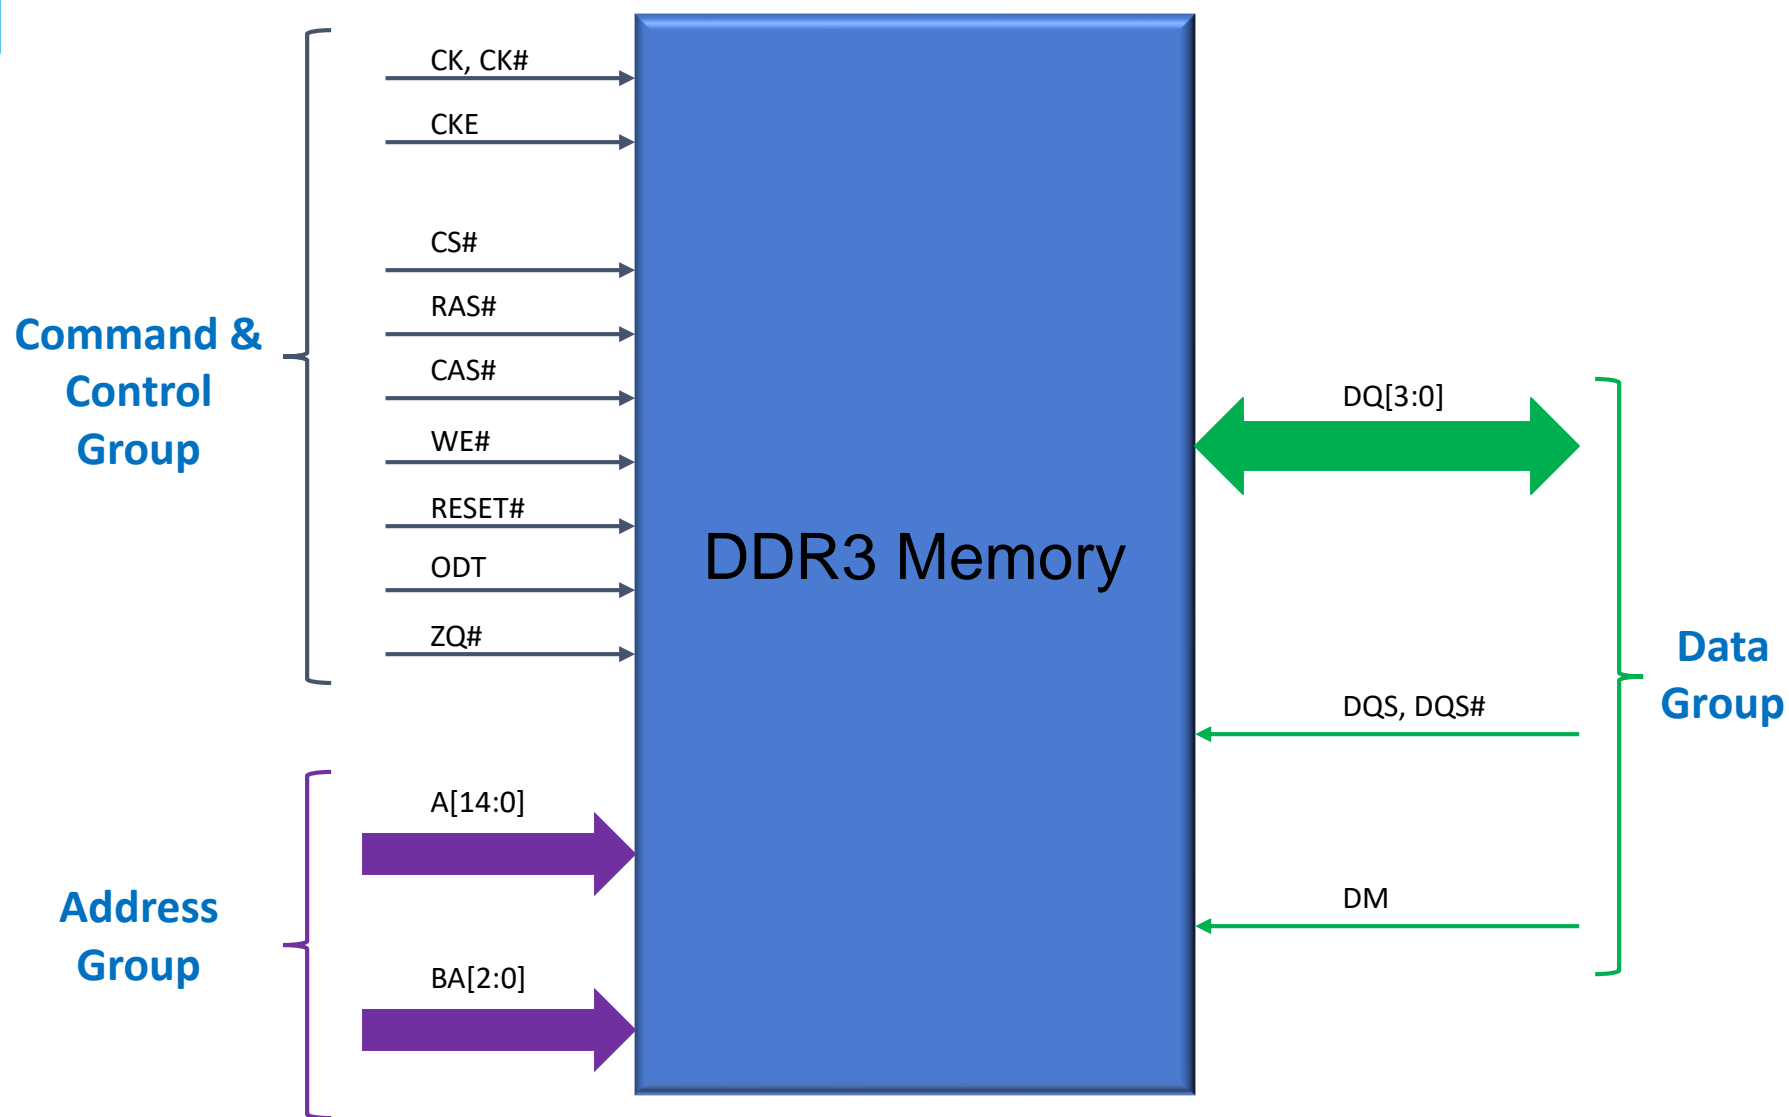 CK, CK#
CKE
CS#
RAS#
CAS#
WE#
RESET#
ODT
ZQ#
Command &
Control
Group
A[14:0]
BA[2:0]
Address
Group
DDR3 Memory
DQ[3:0]
DQS, DQS#
DM
Data
Group